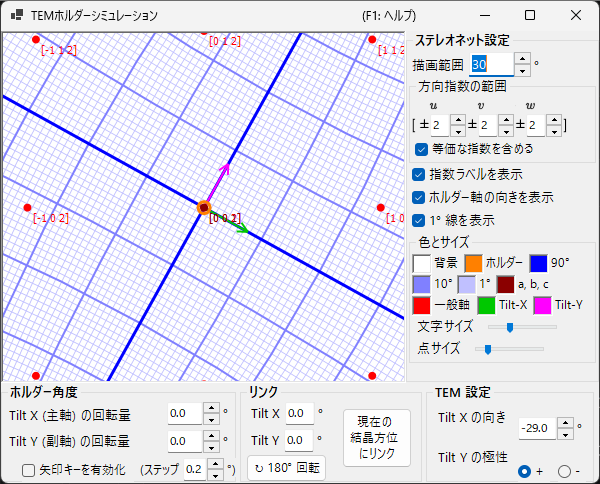 TEMホルダーシミュレーション (F1: ヘルプ)
[-1 1 2]
[0 1 2]
[1 1 2]
[-1 0 2]
[0 0 1]
[1 0
ステレオネット設定
描画範囲 30 °
方向指数の範囲
u v w
[ ± 2 ± 2 ± 2 ]
等価な指数を含める
指数ラベルを表示
ホルダー軸の向きを表示
1° 線を表示
色とサイズ
背景 ホルダー 90°
10° 1° a, b, c
一般軸 Tilt-X Tilt-Y
文字サイズ
点サイズ
ホルダー角度
Tilt X (主軸) の回転量 0.0 °
Tilt Y (副軸) の回転量 0.0 °
矢印キーを有効化 (ステップ 0.2 °)
リンク
Tilt X 0.0 °
Tilt Y 0.0 °
180° 回転
現在の
結晶方位
にリンク
TEM 設定
Tilt X の向き -29.0 °
Tilt Y の極性
+ -